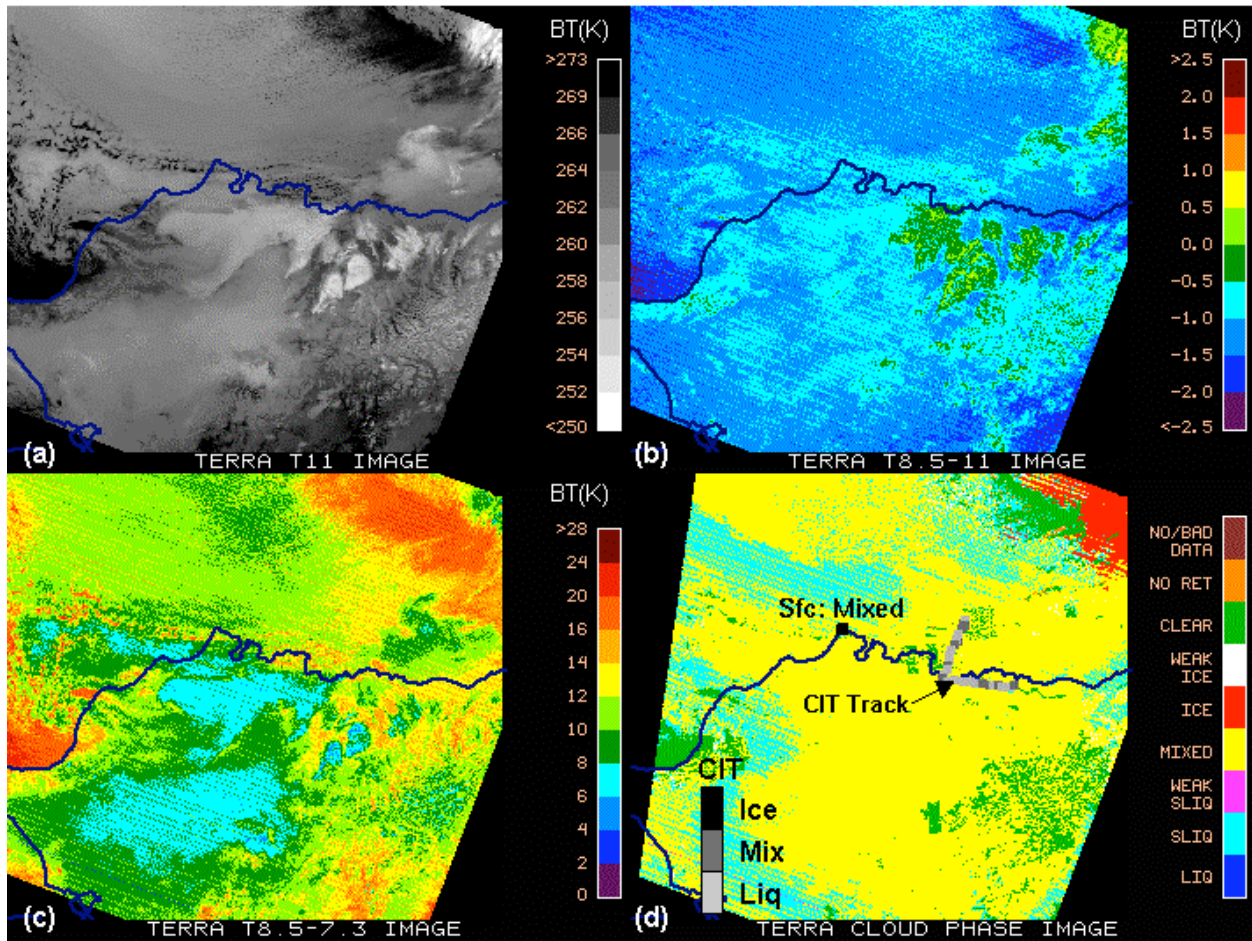 BT(K)
>273
269
266
264
262
260
258
256
254
252
<250
(a)
TERRA T11 IMAGE
BT(K)
>2.5
2.0
1.5
1.0
0.5
0.0
-0.5
-1.0
-1.5
-2.0
<-2.5
(b)
TERRA T8.5-11 IMAGE
BT(K)
>28
24
20
16
14
12
10
8
6
4
2
0
(c)
TERRA T8.5-7.3 IMAGE
Sfc: Mixed
CIT Track
CIT
Ice
Mix
Liq
NO/BAD
DATA
NO RET
CLEAR
WEAK
ICE
ICE
MIXED
WEAK
SLIQ
SLIQ
LIQ
(d)
TERRA CLOUD PHASE IMAGE